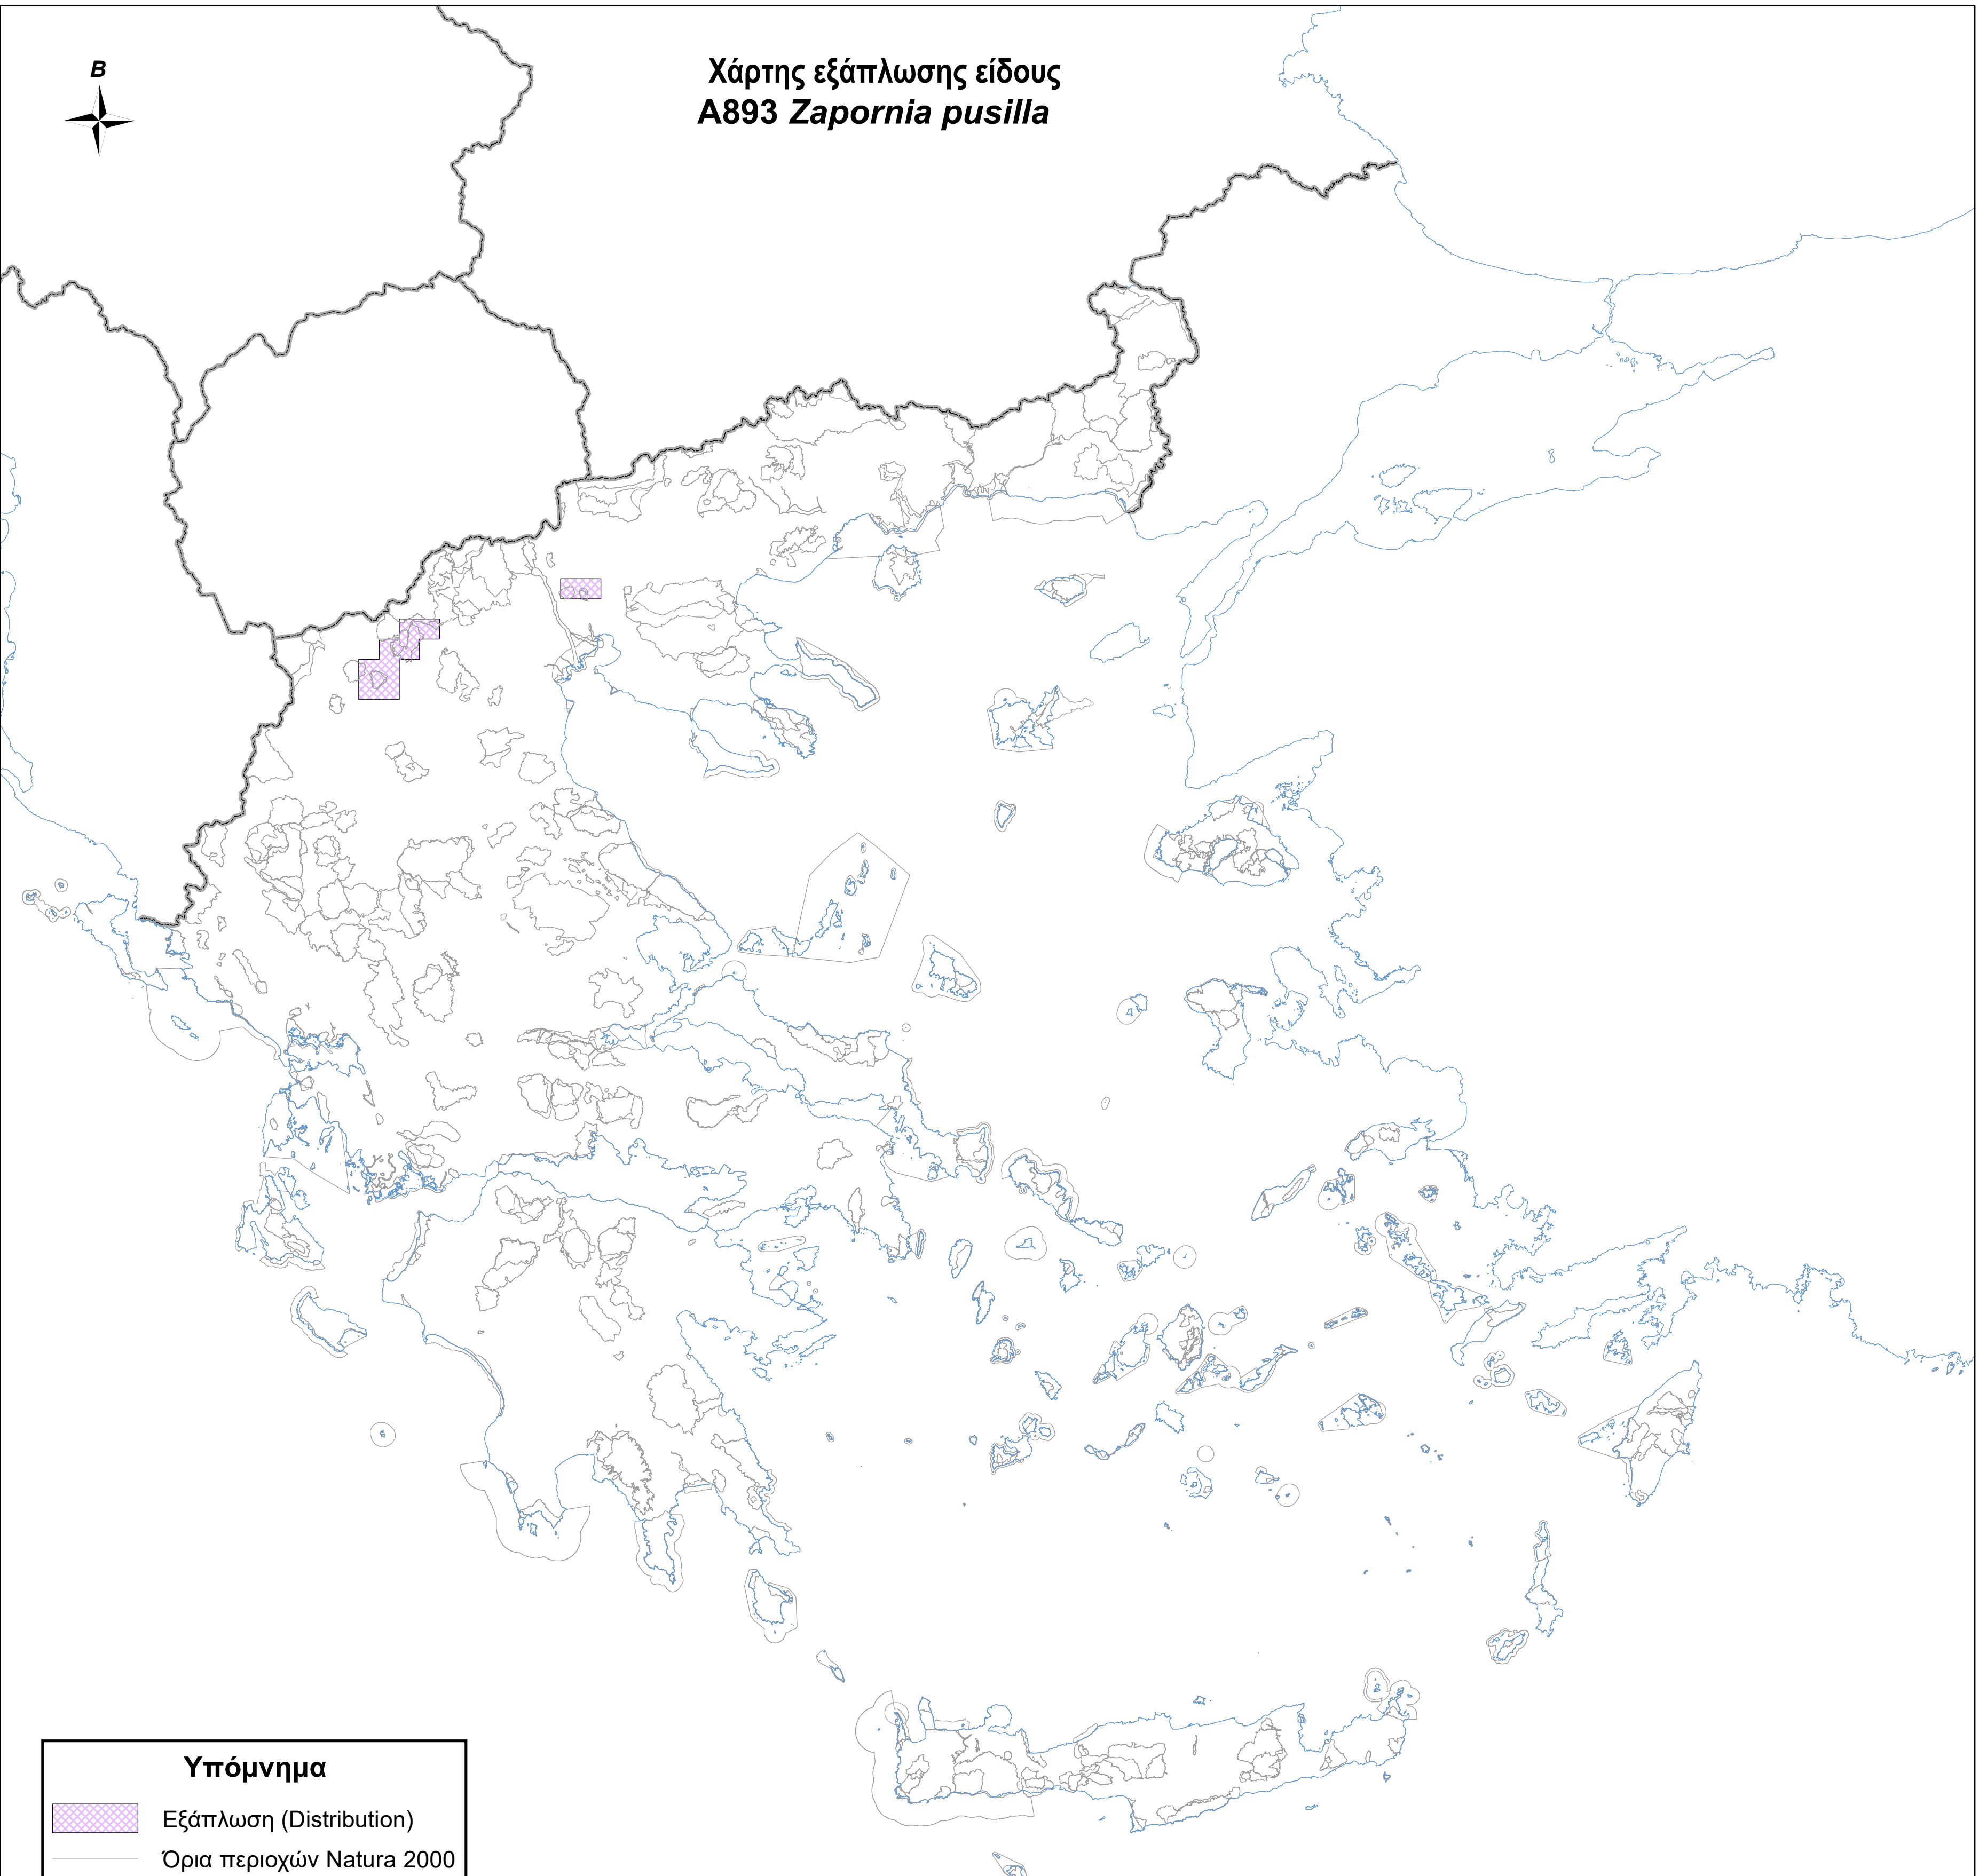 B
Χάρτης εξάπλωσης είδους
A893 Zapornia pusilla
Υπόμνημα
Εξάπλωση (Distribution)
Όρια περιοχών Natura 2000